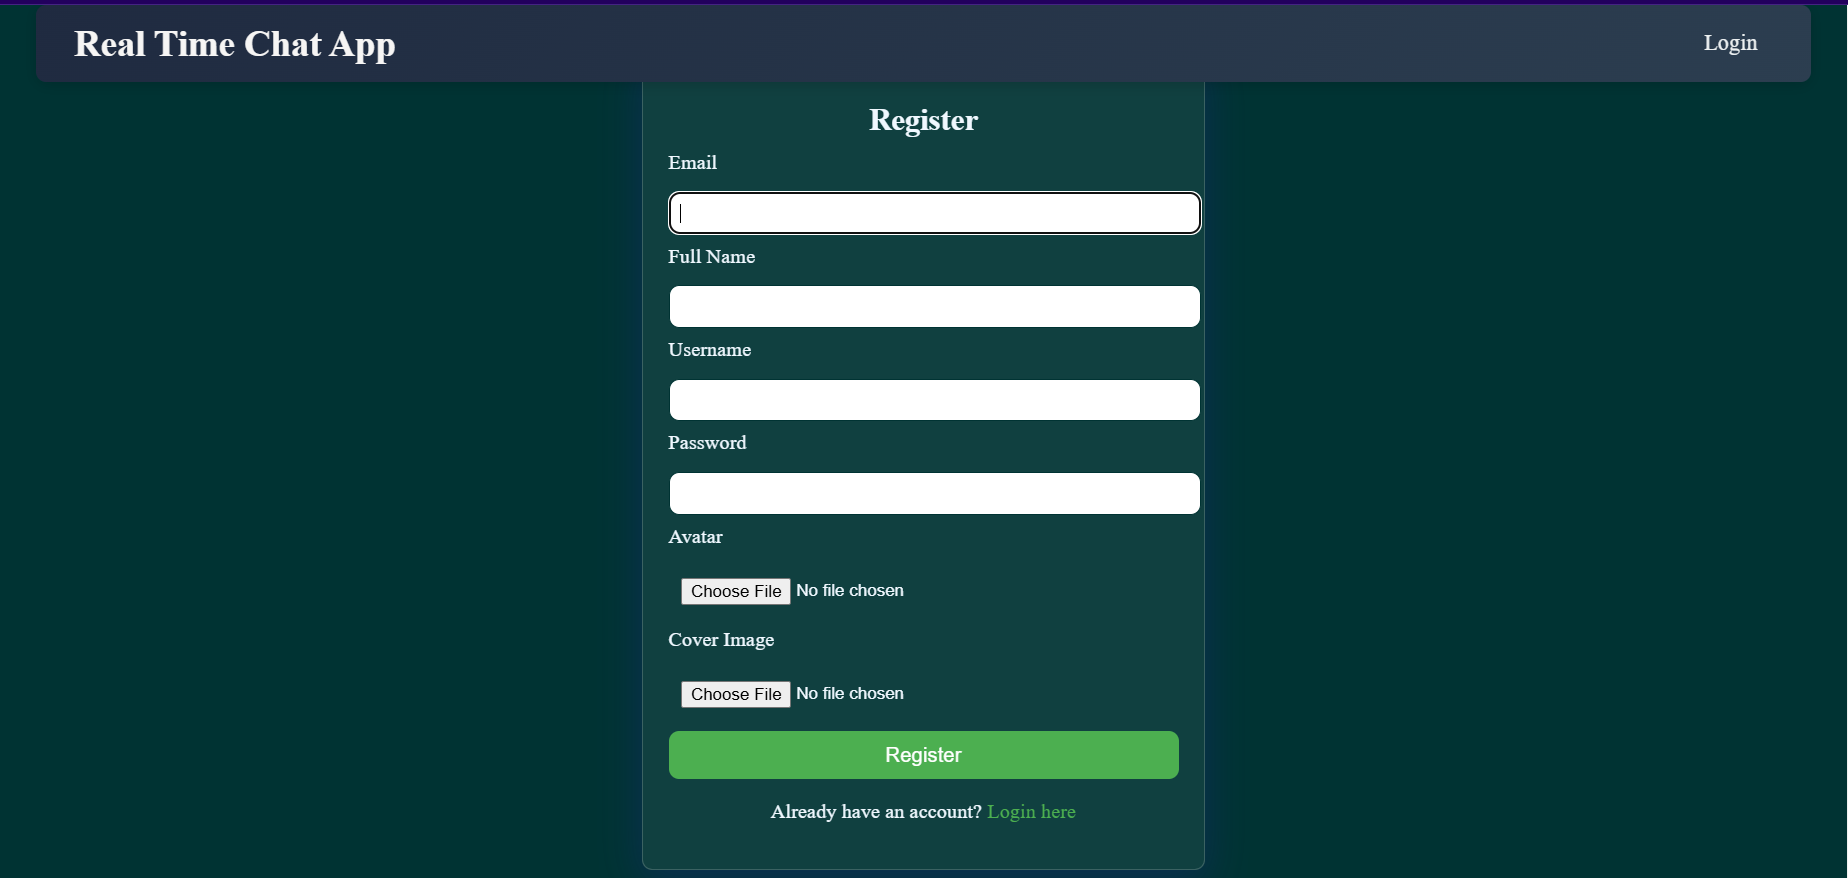 Real Time Chat App
Login
Register
Email
Full Name
Username
Password
Avatar
Choose File No file chosen
Cover Image
Choose File No file chosen
Register
Already have an account? Login here